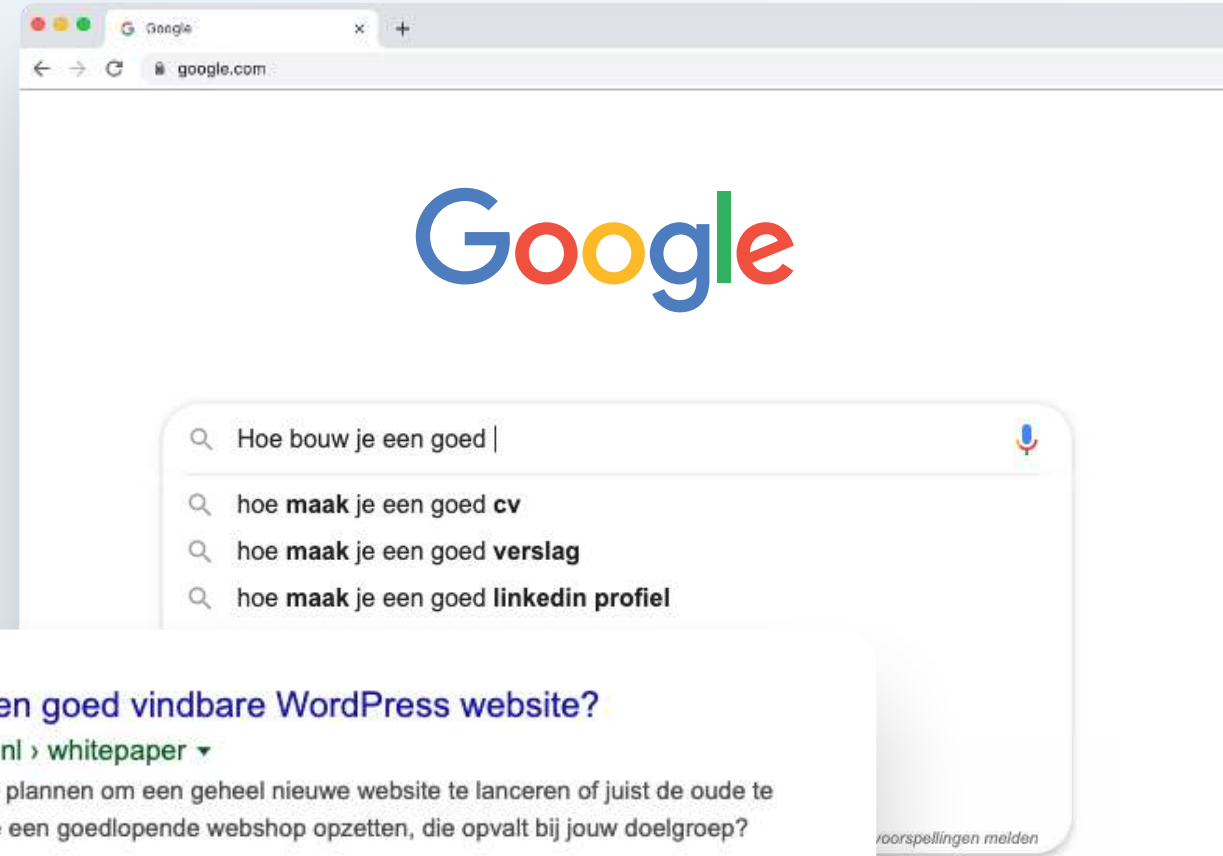 Google
google.com
Google
Hoe bouw je een goed
hoe maak je een goed cv
hoe maak je een goed verslag
hoe maak je een goed linkedin profiel
en goed vindbare WordPress website?
nl › whitepaper
plannen om een geheel nieuwe website te lanceren of juist de oude te
e een goedlopende webshop opzetten, die opvalt bij jouw doelgroep?
voorspellingen melden